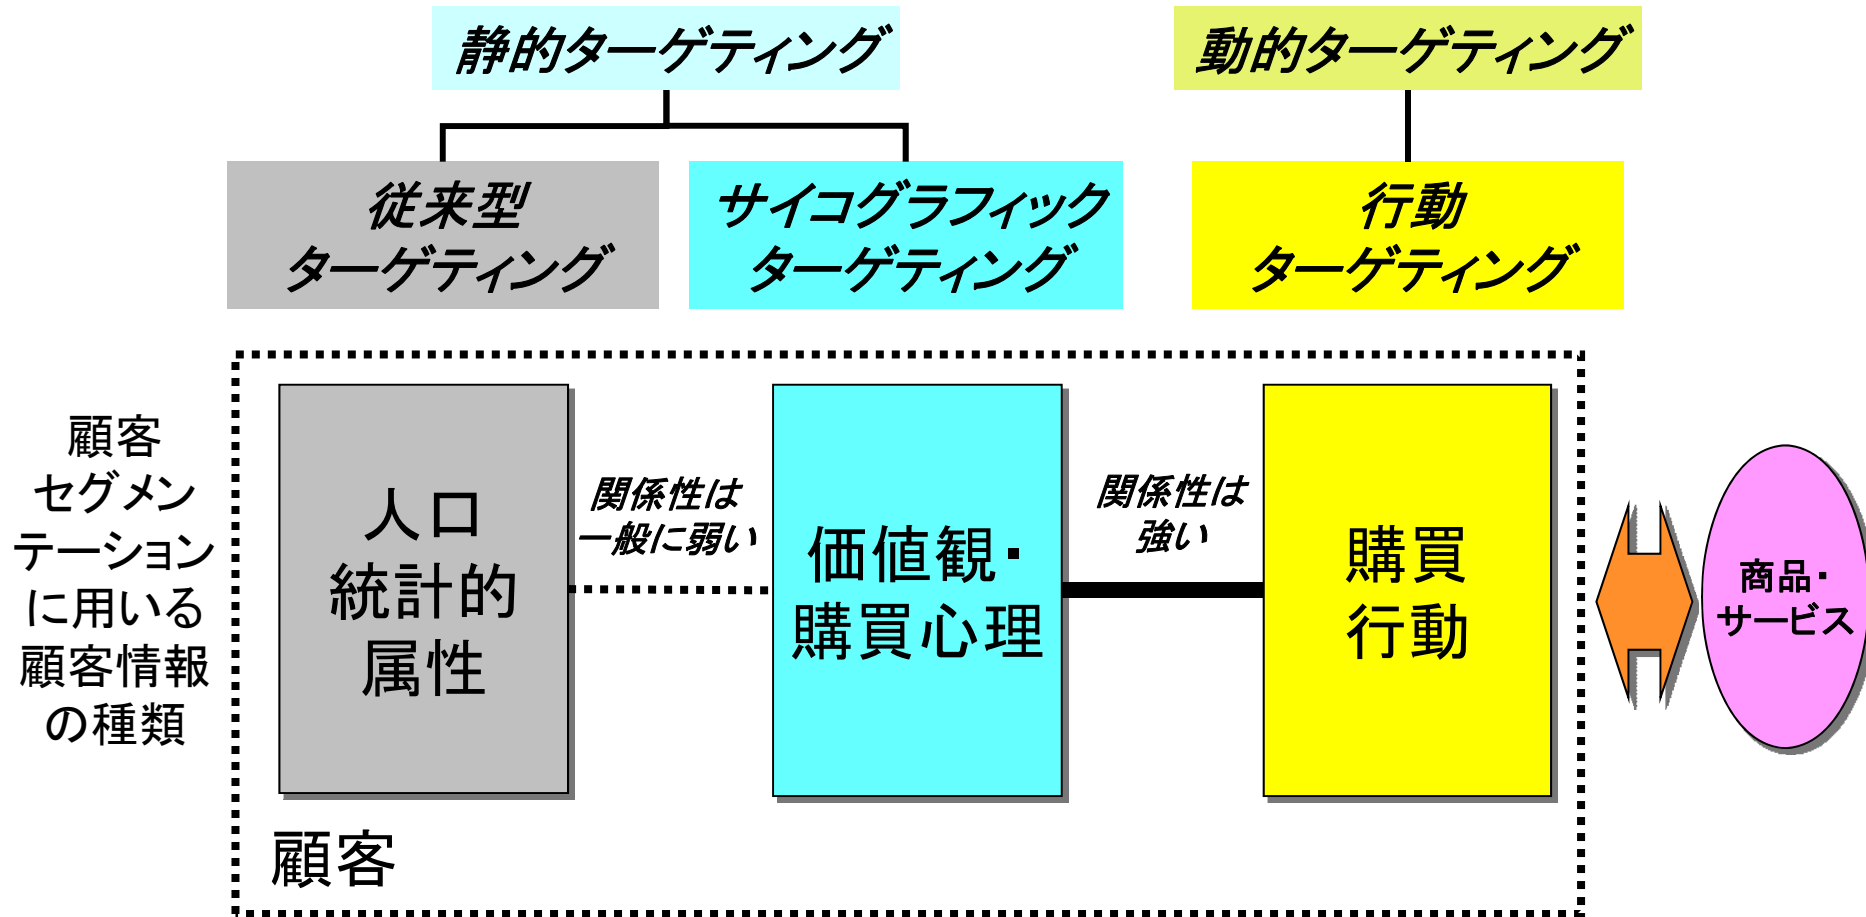 静的ターゲティング
動的ターゲティング
従来型
ターゲティング
サイコグラフィック
ターゲティング
行動
ターゲティング
顧客
セグメン
テーション
に用いる
顧客情報
の種類
人口
統計的
属性
関係性は
一般に弱い
価値観・
購買心理
関係性は
強い
購買
行動
商品・
サービス
顧客